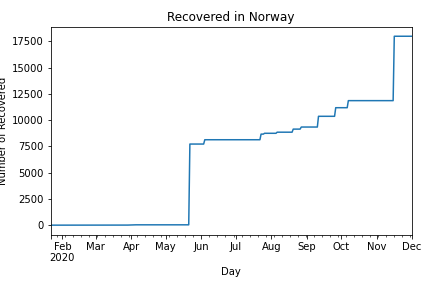 Recovered in Norway
Number of Recovered
17500
15000
12500
10000
7500
5000
2500
0
Feb Mar Apr May Jun Jul Aug Sep Oct Nov Dec
2020
Day